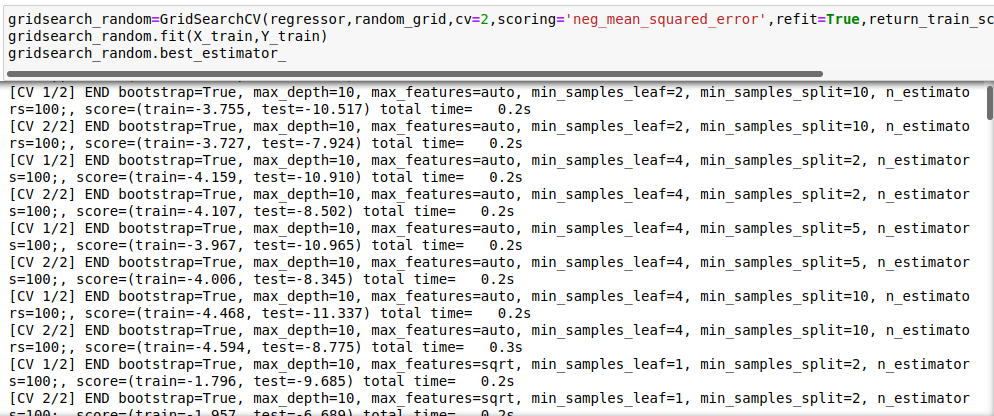 gridsearch_random=GridSearchCV(regressor,random_grid,cv=2,scoring='neg_mean_squared_error',refit=True,return_train_sc
gridsearch_random.fit(X_train,Y_train)
gridsearch_random.best_estimator_
[CV 1/2] END bootstrap=True, max_depth=10, max_features=auto, min_samples_leaf=2, min_samples_split=10, n_estimato
rs=100;, score=(train=-3.755, test=-10.517) total time=   0.2s
[CV 2/2] END bootstrap=True, max_depth=10, max_features=auto, min_samples_leaf=2, min_samples_split=10, n_estimato
rs=100;, score=(train=-3.727, test=-7.924) total time=   0.2s
[CV 1/2] END bootstrap=True, max_depth=10, max_features=auto, min_samples_leaf=4, min_samples_split=2, n_estimator
s=100;, score=(train=-4.159, test=-10.910) total time=   0.2s
[CV 2/2] END bootstrap=True, max_depth=10, max_features=auto, min_samples_leaf=4, min_samples_split=2, n_estimator
s=100;, score=(train=-4.107, test=-8.502) total time=   0.2s
[CV 1/2] END bootstrap=True, max_depth=10, max_features=auto, min_samples_leaf=4, min_samples_split=5, n_estimator
s=100;, score=(train=-3.967, test=-10.965) total time=   0.2s
[CV 2/2] END bootstrap=True, max_depth=10, max_features=auto, min_samples_leaf=4, min_samples_split=5, n_estimator
s=100;, score=(train=-4.006, test=-8.345) total time=   0.2s
[CV 1/2] END bootstrap=True, max_depth=10, max_features=auto, min_samples_leaf=4, min_samples_split=10, n_estimato
rs=100;, score=(train=-4.468, test=-11.337) total time=   0.2s
[CV 2/2] END bootstrap=True, max_depth=10, max_features=auto, min_samples_leaf=4, min_samples_split=10, n_estimato
rs=100;, score=(train=-4.594, test=-8.775) total time=   0.3s
[CV 1/2] END bootstrap=True, max_depth=10, max_features=sqrt, min_samples_leaf=1, min_samples_split=2, n_estimator
s=100;, score=(train=-1.796, test=-9.685) total time=   0.2s
[CV 2/2] END bootstrap=True, max_depth=10, max_features=sqrt, min_samples_leaf=1, min_samples_split=2, n_estimator
s=100;, score=(train=-1.957, test=-6.689) total time=   0.2s